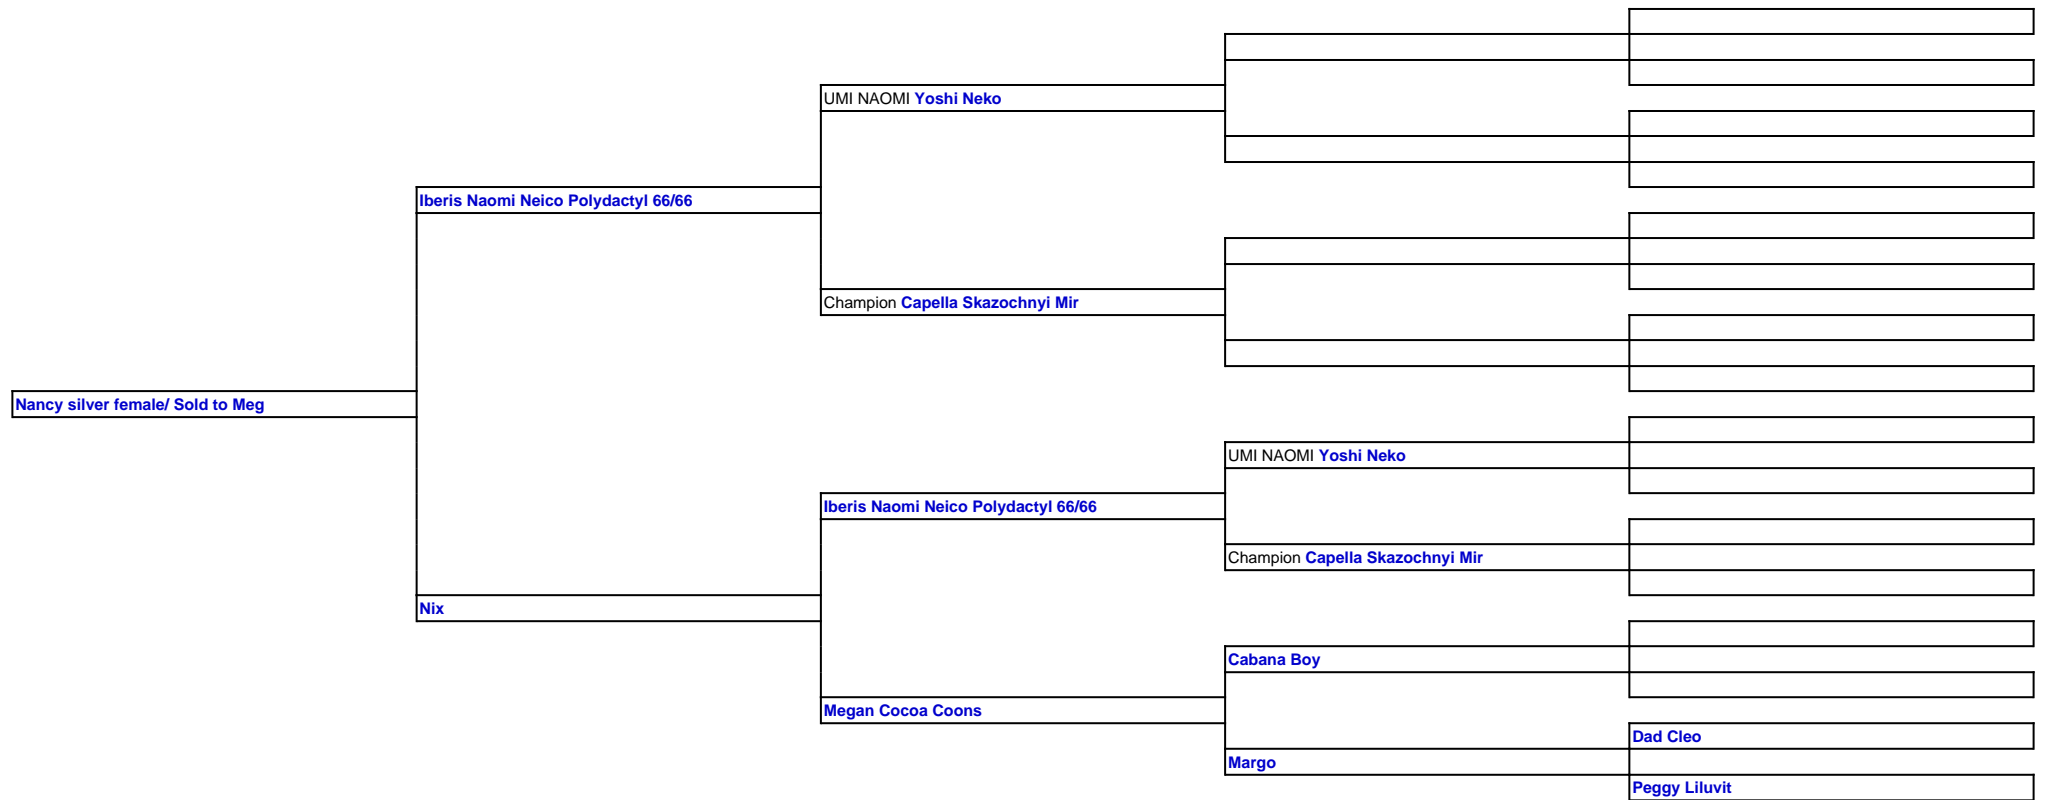 UMI NAOMI Yoshi Neko
Iberis Naomi Neico Polydactyl 66/66
Champion Capella Skazochnyi Mir
Nancy silver female/ Sold to Meg
UMI NAOMI Yoshi Neko
Iberis Naomi Neico Polydactyl 66/66
Champion Capella Skazochnyi Mir
Nix
Cabana Boy
Megan Cocoa Coons
Dad Cleo
Margo
Peggy Liluvit